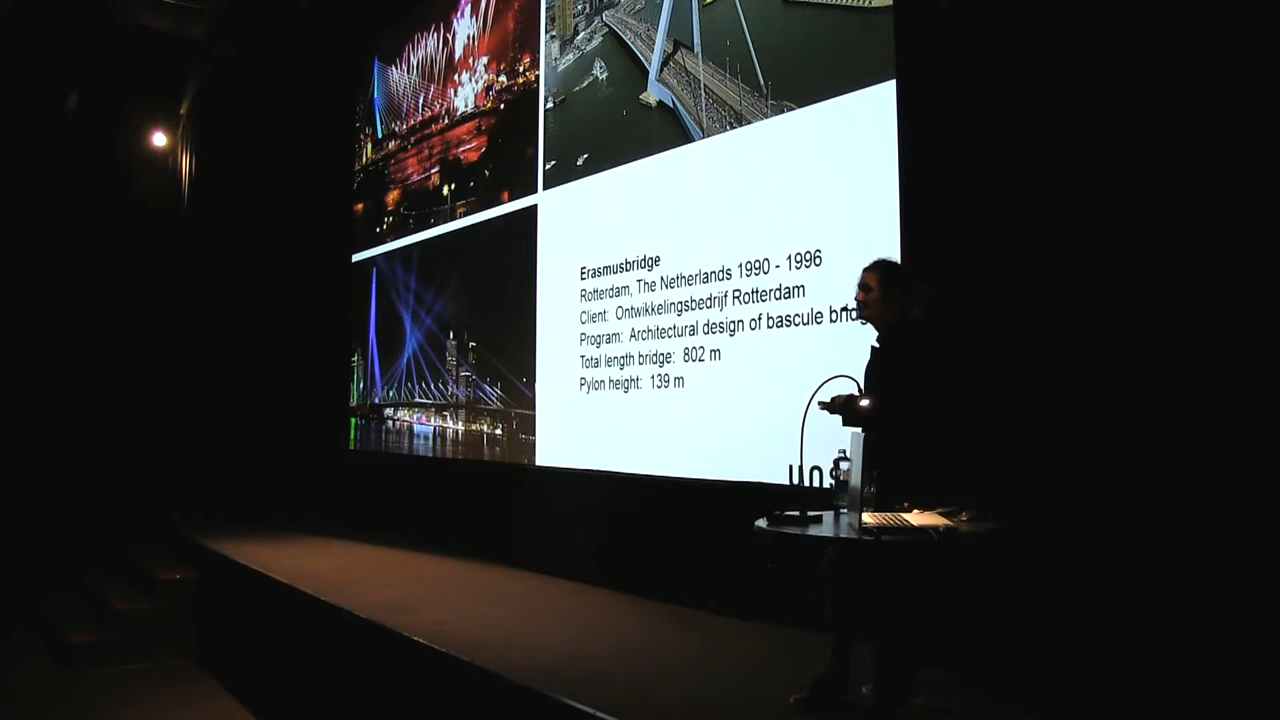 Erasmusbridge
Rotterdam, The Netherlands 1990 - 1996
Client: Ontwikkelingsbedrijf Rotterdam
Program: Architectural design of bascule
Total length bridge: 802 m
Pylon height: 139 m